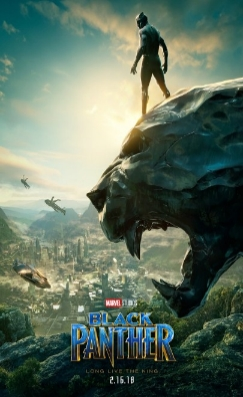 MARVEL STUDIOS
BLACK
PANTHER
LONG LIVE THE KING
2.16.18